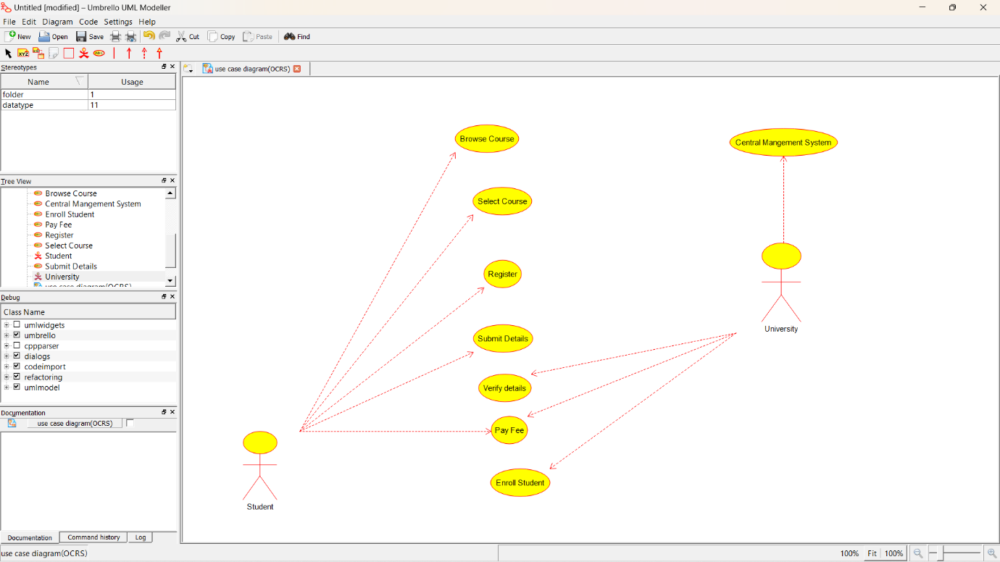 Untitled [modified] – Umbrello UML Modeller
File Edit Diagram Code Settings Help
New Open Save Cut Copy Paste Find
XYZ ABC
Stereotypes
Name Usage
folder 1
datatype 11
Tree View
Browse Course
Central Mangement System
Enroll Student
Pay Fee
Register
Select Course
Student
Submit Details
University
use case diagram(OCRS)
Debug
Class Name
umlwidgets
umbrello
cppparser
dialogs
codeimport
refactoring
umlmodel
Documentation
use case diagram(OCRS)
Documentation Command history Log
use case diagram(OCRS)
use case diagram(OCRS)
Browse Course
Central Mangement System
Select Course
Register
University
Submit Details
Verify details
Pay Fee
Enroll Student
Student
100% Fit 100%